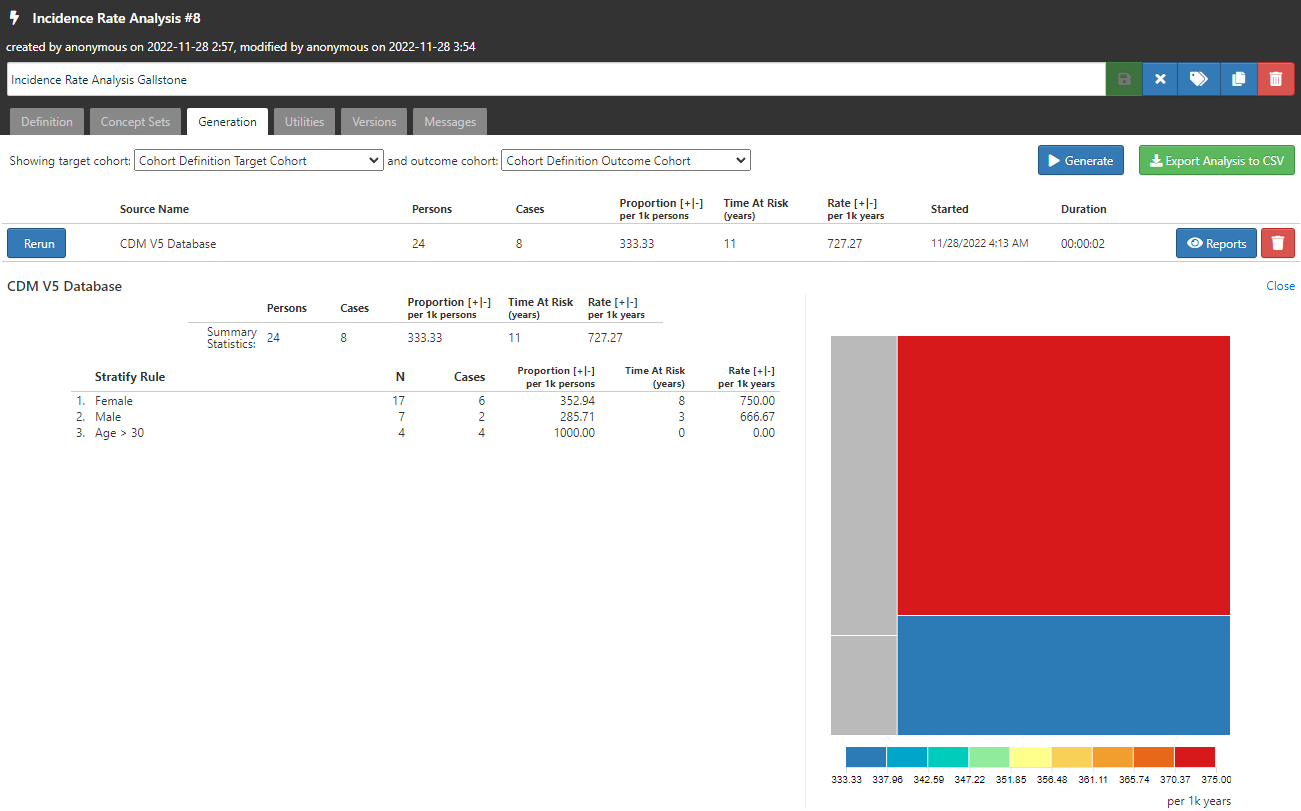 Incidence Rate Analysis #8
created by anonymous on 2022-11-28 2:57, modified by anonymous on 2022-11-28 3:54
Incidence Rate Analysis Gallstone
Definition Concept Sets Generation Utilities Versions Messages
Showing target cohort: Cohort Definition Target Cohort and outcome cohort: Cohort Definition Outcome Cohort Generate Export Analysis to CSV
Source Name Persons Cases Proportion [+|-] per 1k persons Time At Risk (years) Rate [+|-] per 1k years Started Duration
Rerun CDM V5 Database 24 8 333.33 11 727.27 11/28/2022 4:13 AM 00:00:02 Reports
CDM V5 Database Close
Persons Cases Proportion [+|-] per 1k persons Time At Risk (years) Rate [+|-] per 1k years
Summary Statistics: 24 8 333.33 11 727.27
Stratify Rule N Cases Proportion [+|-] per 1k persons Time At Risk (years) Rate [+|-] per 1k years
1. Female 17 6 352.94 8 750.00
2. Male 7 2 285.71 3 666.67
3. Age > 30 4 4 1000.00 0 0.00
333.33 337.96 342.59 347.22 351.85 356.48 361.11 365.74 370.37 375.00
per 1k years